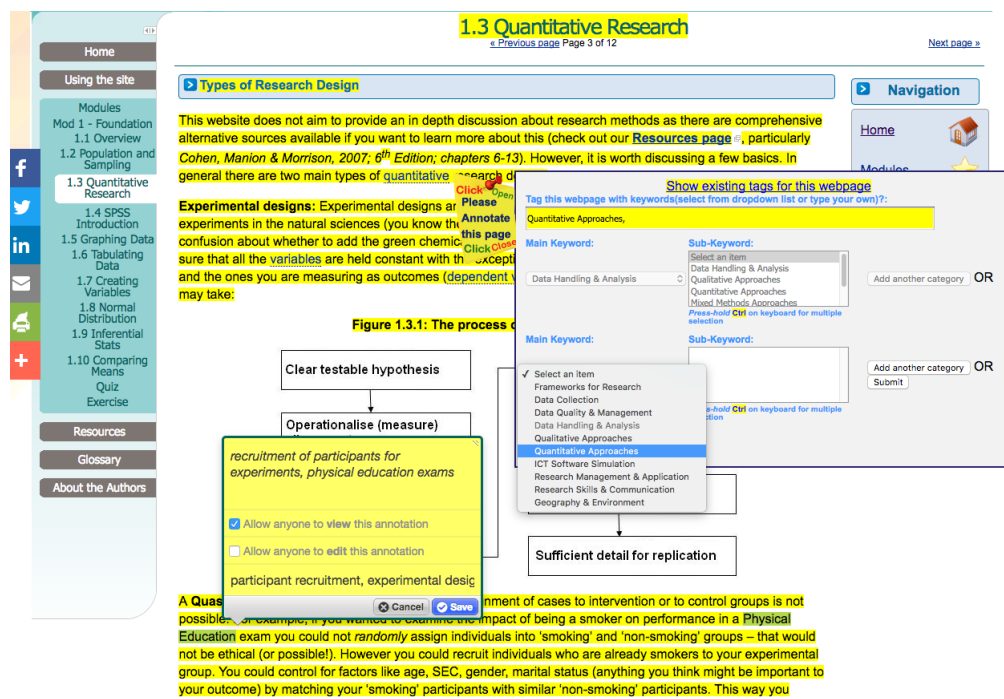 1.3 Quantitative Research
« Previous page Page 3 of 12
Next page »
Home
Using the site
Modules
Mod 1 - Foundation
1.1 Overview
1.2 Population and
Sampling
1.3 Quantitative
Research
1.4 SPSS
Introduction
1.5 Graphing Data
1.6 Tabulating
Data
1.7 Creating
Variables
1.8 Normal
Distribution
1.9 Inferential
Stats
1.10 Comparing
Means
Quiz
Exercise
Resources
Glossary
About the Authors
Types of Research Design
This website does not aim to provide an in depth discussion about research methods as there are comprehensive
alternative sources available if you want to learn more about this (check out our Resources page, particularly
Cohen, Manion & Morrison, 2007; 6th Edition; chapters 6-13). However, it is worth discussing a few basics. In
general there are two main types of quantitative research d
Experimental designs: Experimental designs ar
experiments in the natural sciences (you know the
confusion about whether to add the green chemic
sure that all the variables are held constant with th excepti
and the ones you are measuring as outcomes (dependent v
may take:
Click Open
Please
Annotate
this page
Click Close
Navigation
Home
Modules
Show existing tags for this webpage
Tag this webpage with keywords(select from dropdown list or type your own)?:
Quantitative Approaches,
Main Keyword:
Sub-Keyword:
Data Handling & Analysis
Select an item
Data Handling & Analysis
Qualitative Approaches
Quantitative Approaches
Mixed Methods Approaches
Add another category OR
Press-hold Ctrl on keyboard for multiple
selection
Main Keyword:
Sub-Keyword:
✓ Select an item
Frameworks for Research
Data Collection
Data Quality & Management
Data Handling & Analysis
Qualitative Approaches
Quantitative Approaches
ICT Software Simulation
Research Management & Application
Research Skills & Communication
Geography & Environment
Add another category OR
Submit
s-hold Ctrl on keyboard for multiple
ction
Figure 1.3.1: The process o
Clear testable hypothesis
Operationalise (measure)
Sufficient detail for replication
recruitment of participants for
experiments, physical education exams
Allow anyone to view this annotation
Allow anyone to edit this annotation
participant recruitment, experimental desig
Cancel
Save
A Quas nment of cases to intervention or to control groups is not
possible. For example, if you wanted to examine the impact of being a smoker on performance in a Physical
Education exam you could not randomly assign individuals into ‘smoking’ and ‘non-smoking’ groups – that would
not be ethical (or possible!). However you could recruit individuals who are already smokers to your experimental
group. You could control for factors like age, SEC, gender, marital status (anything you think might be important to
your outcome) by matching your ‘smoking’ participants with similar ‘non-smoking’ participants. This way you